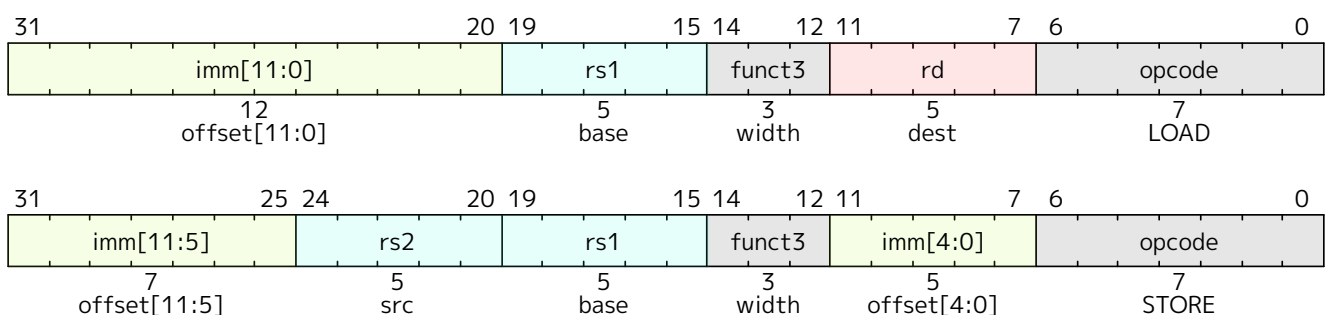 31 20 19 15 14 12 11 7 6 0
imm[11:0] rs1 funct3 rd opcode
12 5 3 5 7
offset[11:0] base width dest LOAD
31 25 24 20 19 15 14 12 11 7 6 0
imm[11:5] rs2 rs1 funct3 imm[4:0] opcode
7 5 5 3 5 7
offset[11:5] src base width offset[4:0] STORE